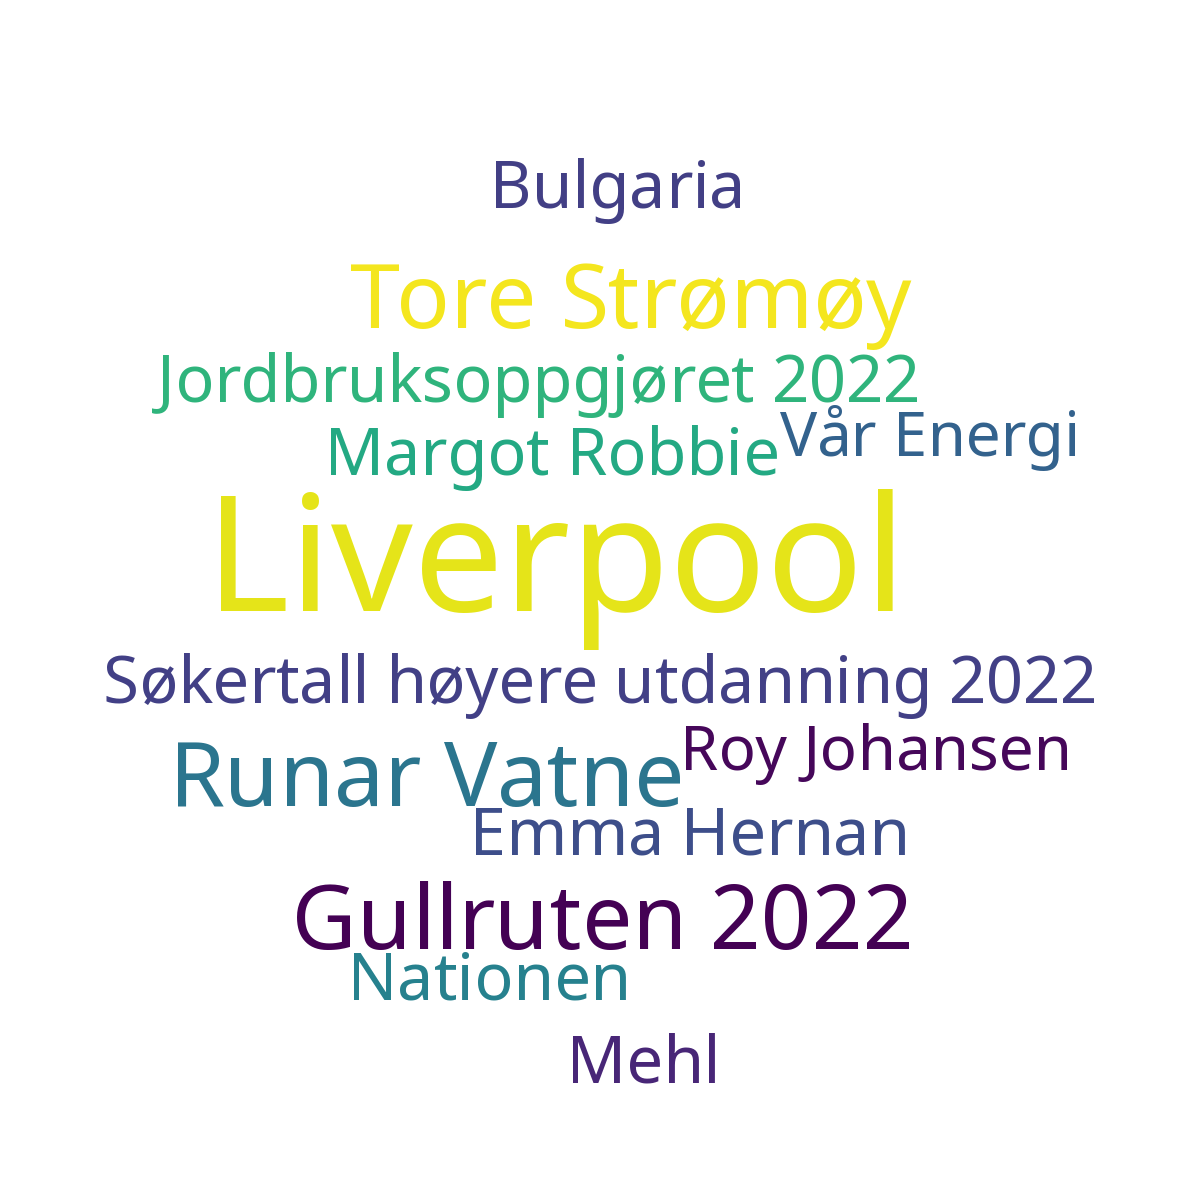 Bulgaria
Tore Strømøy
Jordbruksoppgjøret 2022
Vår Energi
Margot Robbie
Liverpool
Søkertall høyere utdanning 2022
Roy Johansen
Runar Vatne
Emma Hernan
Gullruten 2022
Nationen
Mehl